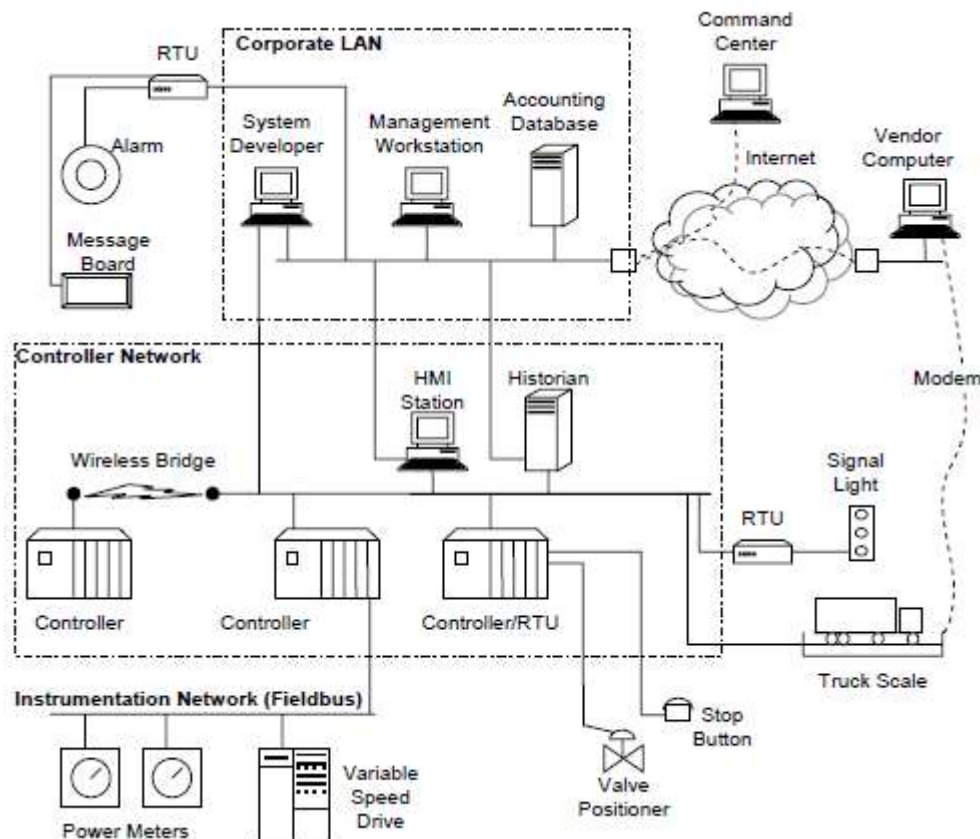 Corporate LAN
Command
Center
RTU
System
Developer
Management
Workstation
Accounting
Database
Alarm
Internet
Vendor
Computer
Message
Board
Controller Network
HMI
Station
Historian
Modem
Wireless Bridge
Signal
Light
RTU
Controller
Controller
Controller/RTU
Truck Scale
Instrumentation Network (Fieldbus)
Stop
Button
Valve
Positioner
Variable
Speed
Drive
Power Meters